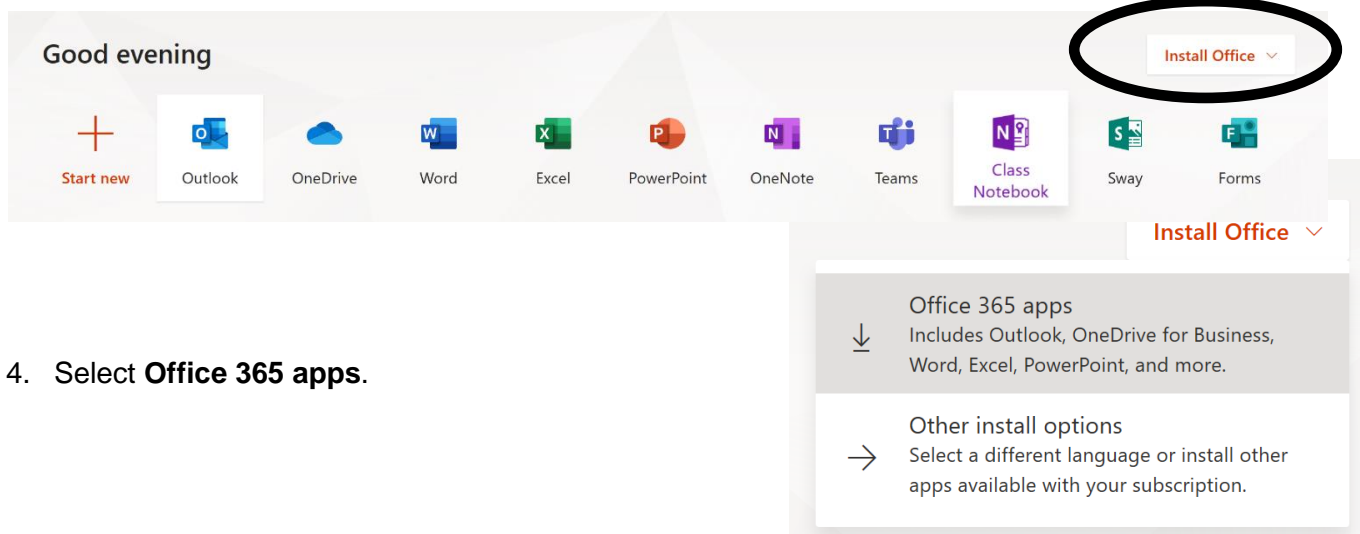 Good evening
Install Office
Start new
Outlook
OneDrive
Word
Excel
PowerPoint
OneNote
Teams
Class
Notebook
Sway
Forms
Install Office
Office 365 apps
Includes Outlook, OneDrive for Business,
Word, Excel, PowerPoint, and more.
4. Select Office 365 apps.
Other install options
Select a different language or install other
apps available with your subscription.